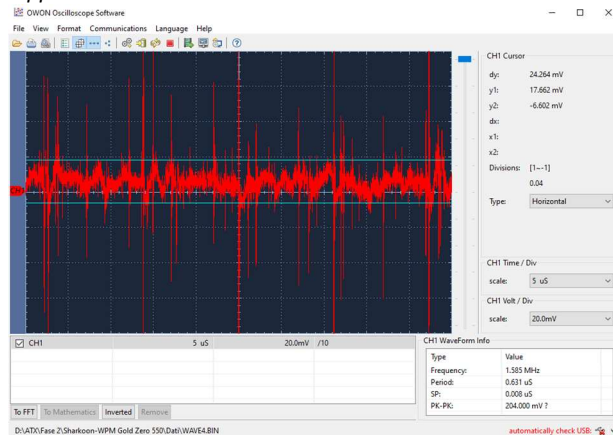 OWON Oscilloscope Software
File View Format Communications Language Help
CH1 Cursor
dy: 24.264 mV
y1: 17.662 mV
y2: -6.602 mV
dx:
x1:
x2:
Divisions: [1~-1]
0.04
Type: Horizontal
CH1
CH1 Time / Div
scale: 5 uS
CH1 Volt / Div
scale: 20.0mV
CH1 5 uS 20.0mV /10
CH1 WaveForm Info
Type Value
Frequency: 1.585 MHz
Period: 0.631 uS
SP: 0.008 uS
PK-PK: 204.000 mV ?
To FFT To Mathematics Inverted Remove
D:\ATX\Fase 2\Sharkoon-WPM Gold Zero 550\Dati\WAVE4.BIN
automatically check USB: